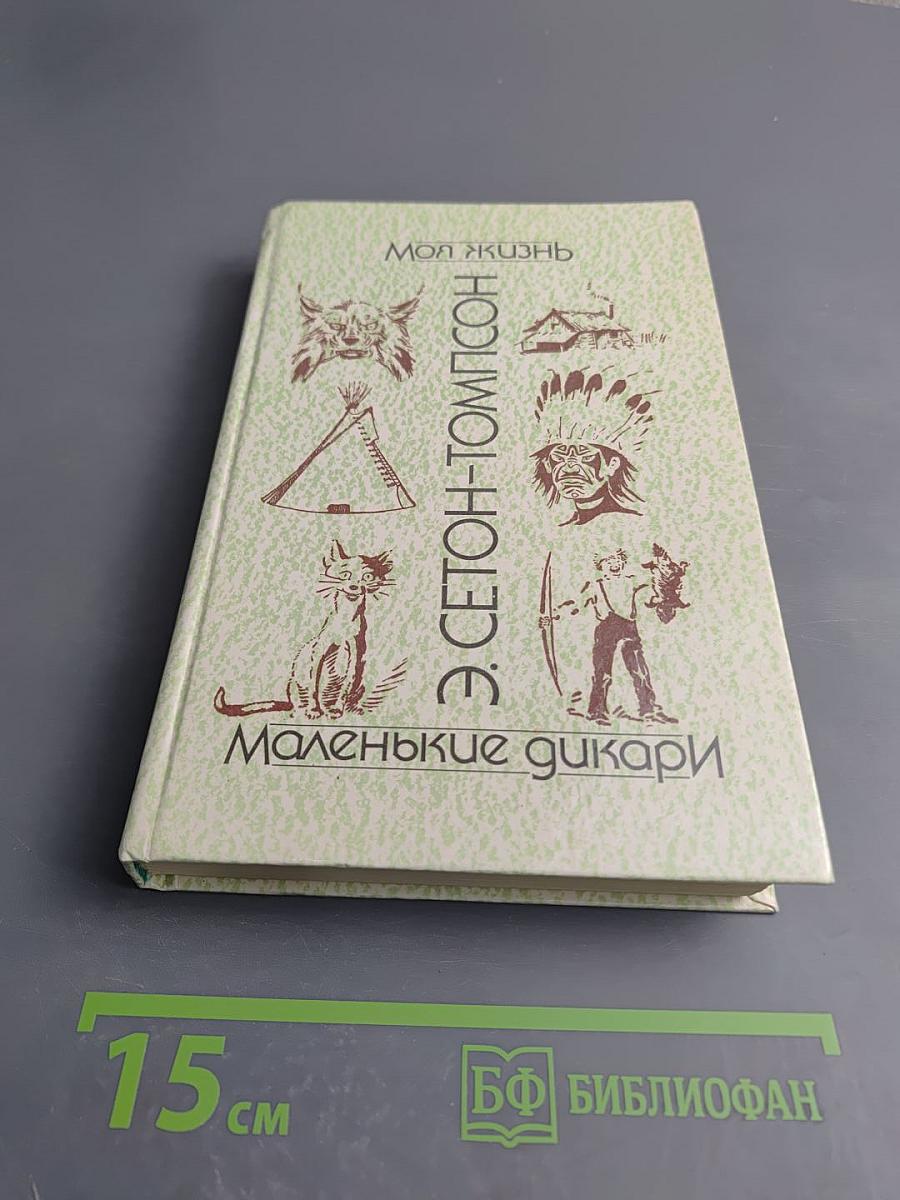 Моя жизнь
Э. СЕТОН-ТОМПСОН
Маленькие дикари
15 см
БФ БИБЛИОФАН